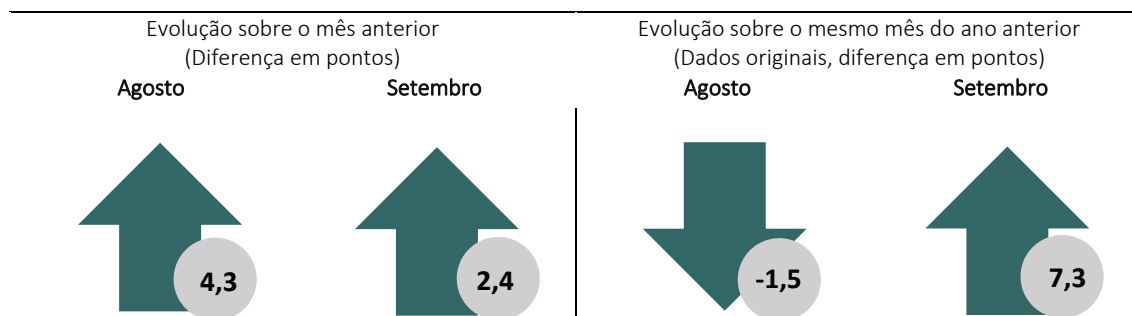 Evolução sobre o mês anterior
(Diferença em pontos)
Agosto Setembro
4,3 2,4
Evolução sobre o mesmo mês do ano anterior
(Dados originais, diferença em pontos)
Agosto Setembro
-1,5 7,3